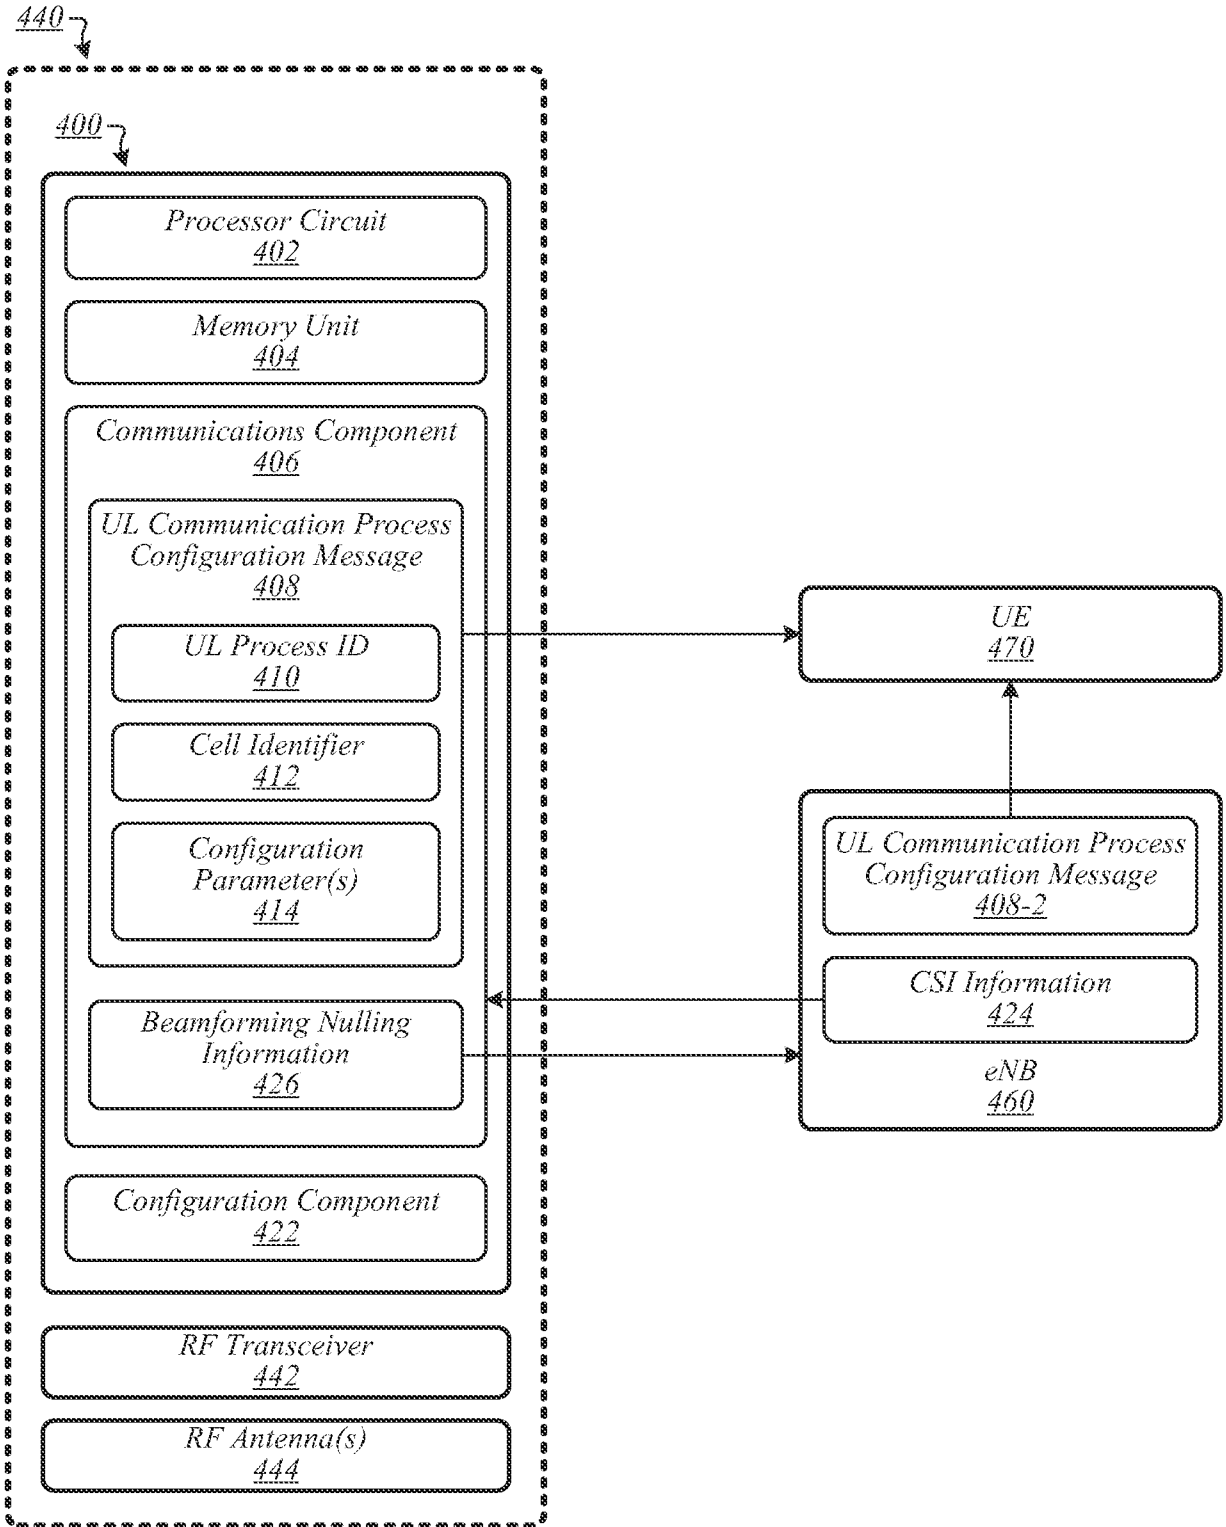 440
400
Processor Circuit
402
Memory Unit
404
Communications Component
406
UL Communication Process
Configuration Message
408
UL Process ID
410
Cell Identifier
412
Configuration
Parameter(s)
414
Beamforming Nulling
Information
426
Configuration Component
422
RF Transceiver
442
RF Antenna(s)
444
UE
470
UL Communication Process
Configuration Message
408-2
CSI Information
424
eNB
460